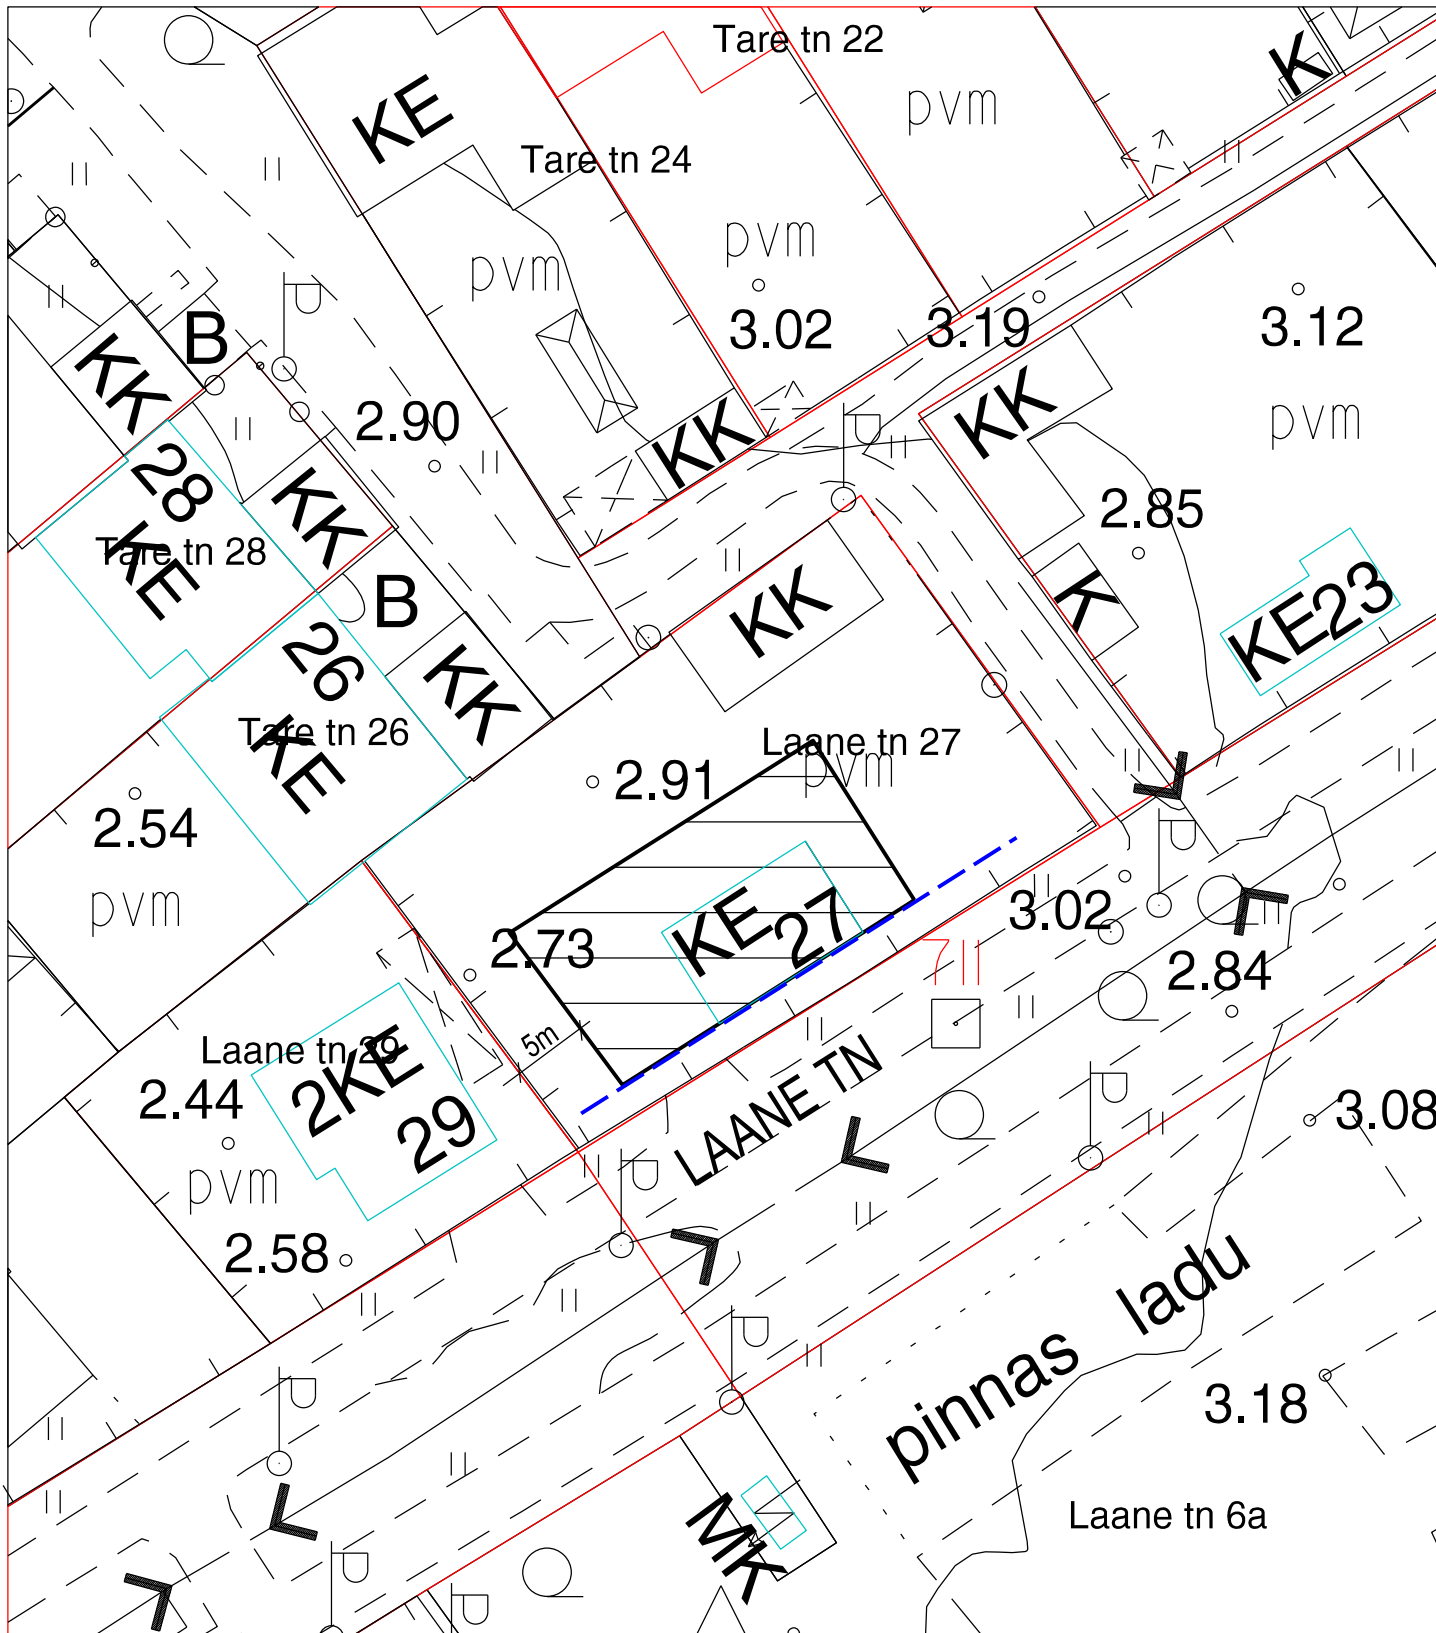 Tare tn 22
K
pvm
KE
Tare tn 24
pvm
pvm
3.02
3.19
3.12
B
KK
pvm
2.90
KK
KK
28
KE
Tare tn 28
KK
2.85
B
KK
K
KE23
26
KE
Tare tn 26
KK
Laane tn 27
pvm
2.91
2.54
pvm
KE 27
2.73
3.02
711
2.84
5m
Laane tn 29
2KE
29
2.44
LAANE TN
3.08
pvm
2.58
pinnas ladu
3.18
MK
Laane tn 6a